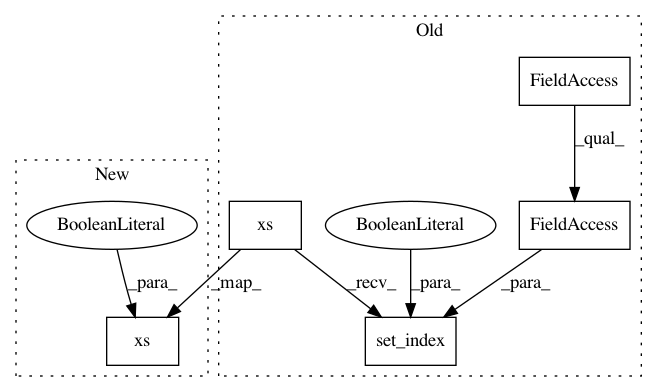 Old
FieldAccess
_qual_
New
BooleanLiteral
xs
BooleanLiteral
FieldAccess
_para_
_map_
_recv_
_para_
_para_
xs
set_index